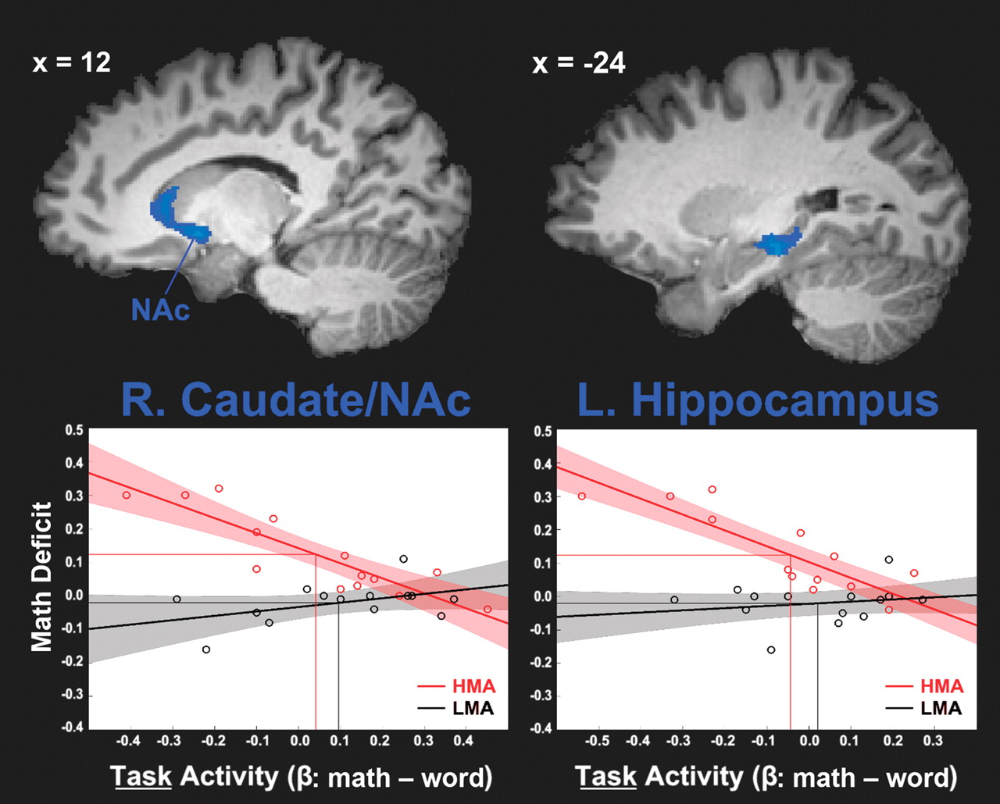 x = 12
x = -24
NAc
R. Caudate/NAc
L. Hippocampus
Math Deficit
0.5
0.4
0.3
0.2
0.1
0.0
-0.1
-0.2
-0.3
-0.4
HMA
LMA
-0.4 -0.3 -0.2 -0.1 0.0 0.1 0.2 0.3 0.4
Task Activity (β: math – word)
0.5
0.4
0.3
0.2
0.1
0.0
-0.1
-0.2
-0.3
-0.4
HMA
LMA
-0.5 -0.4 -0.3 -0.2 -0.1 0.0 0.1 0.2 0.3
Task Activity (β: math – word)